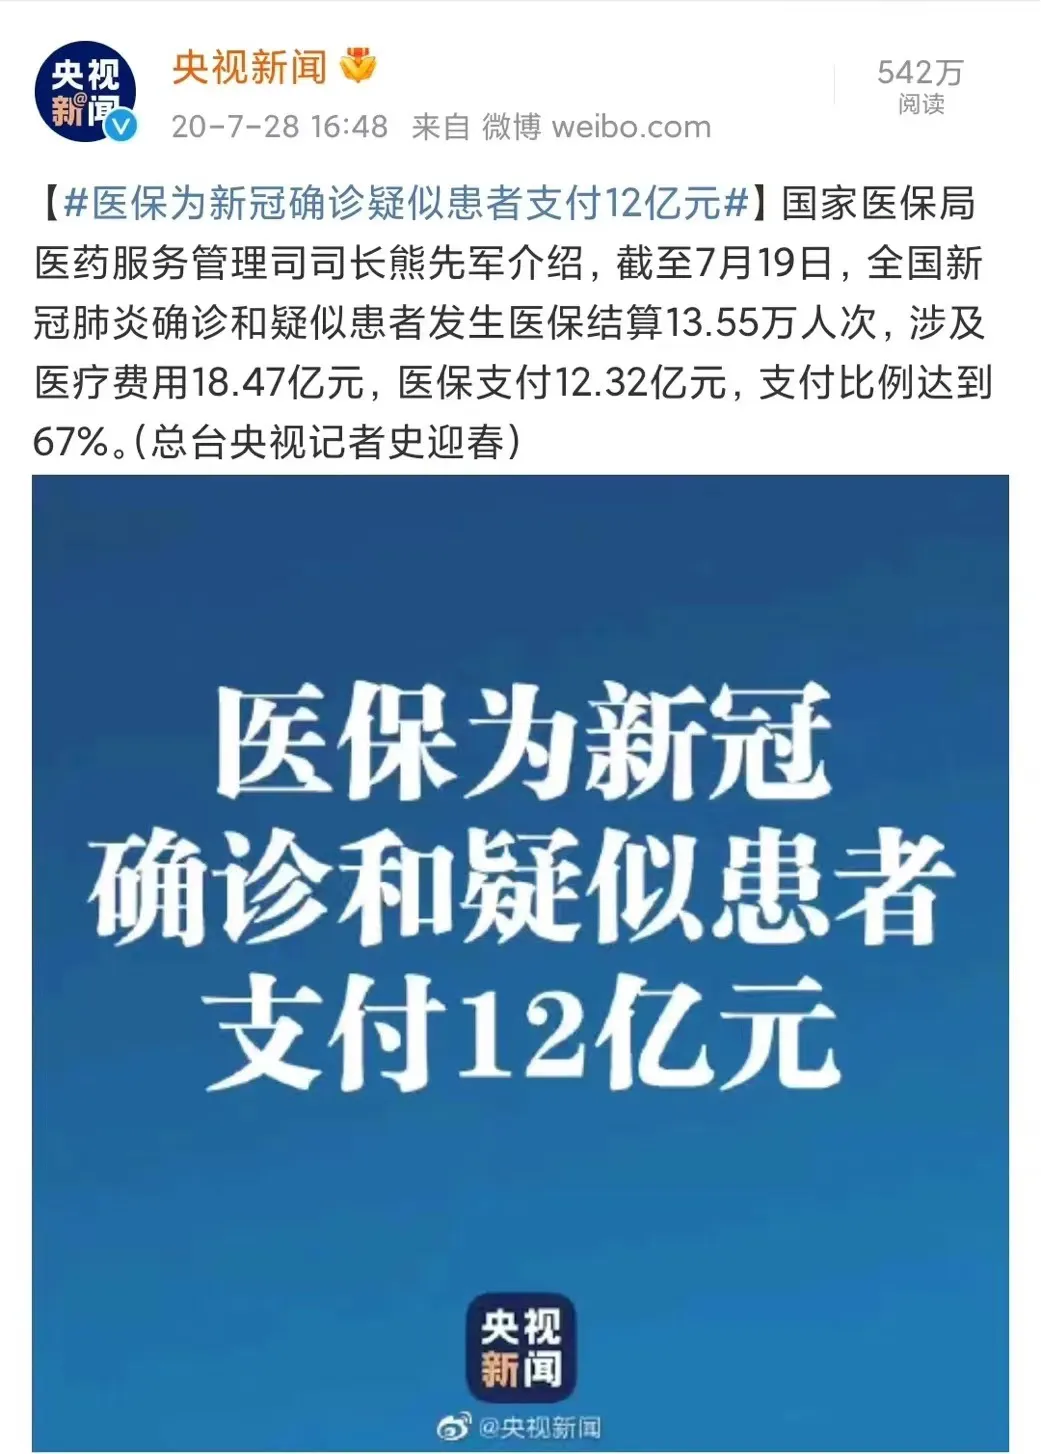 央视
新闻
央视新闻
542万
阅读
20-7-28 16:48 来自 微博 weibo.com
【#医保为新冠确诊疑似患者支付12亿元#】国家医保局
医药服务管理司司长熊先军介绍，截至7月19日，全国新
冠肺炎确诊和疑似患者发生医保结算13.55万人次，涉及
医疗费用18.47亿元，医保支付12.32亿元，支付比例达到
67%。（总台央视记者史迎春）
医保为新冠
确诊和疑似患者
支付12亿元
央视
新闻
@央视新闻